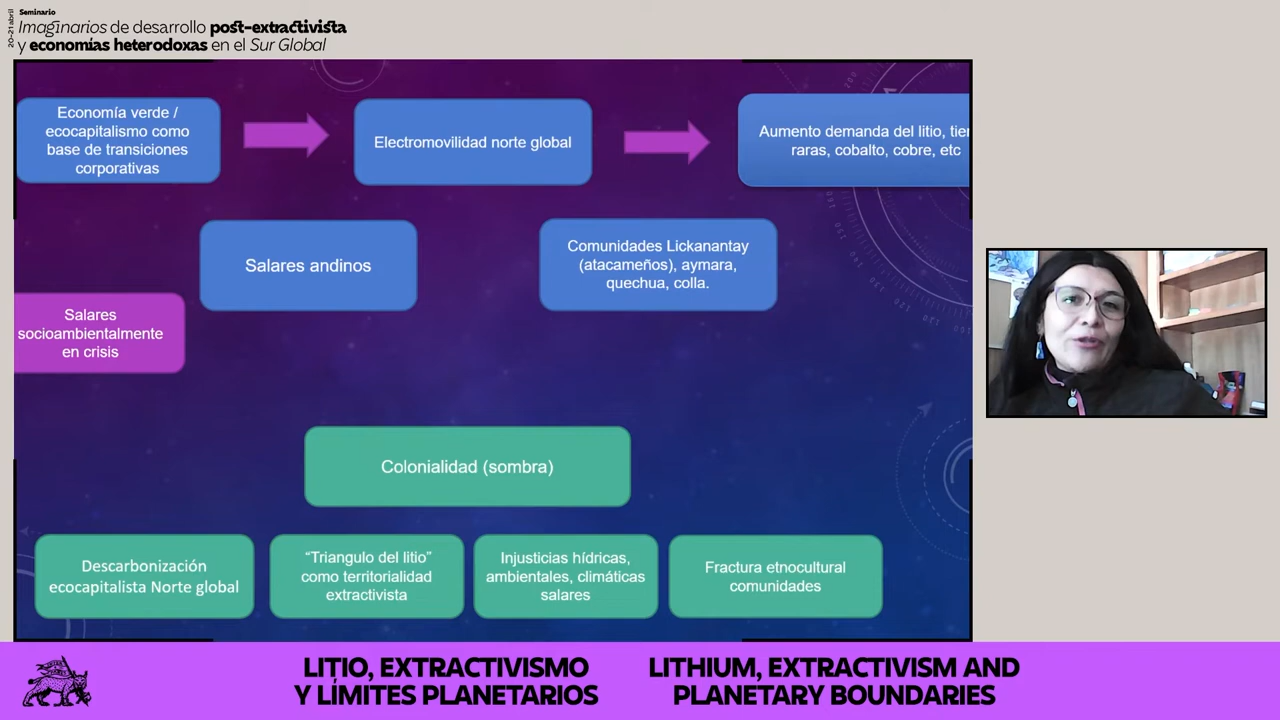 20-21 abril
Seminario
Imaginarios de desarrollo post-extractivista
y economías heterodoxas en el Sur Global
Economía verde /
ecocapitalismo como
base de transiciones
corporativas
Electromovilidad norte global
Aumento demanda del litio,
raras, cobalto, cobre, etc
Salares andinos
Comunidades Lickanantay
(atacameños), aymara,
quechua, colla.
Salares
socioambientalmente
en crisis
Colonialidad (sombra)
Descarbonización
ecocapitalista Norte global
“Triangulo del litio”
como territorialidad
extractivista
Injusticias hídricas,
ambientales, climáticas
salares
Fractura etnocultural
comunidades
LITIO, EXTRACTIVISMO
Y LÍMITES PLANETARIOS
LITHIUM, EXTRACTIVISM AND
PLANETARY BOUNDARIES